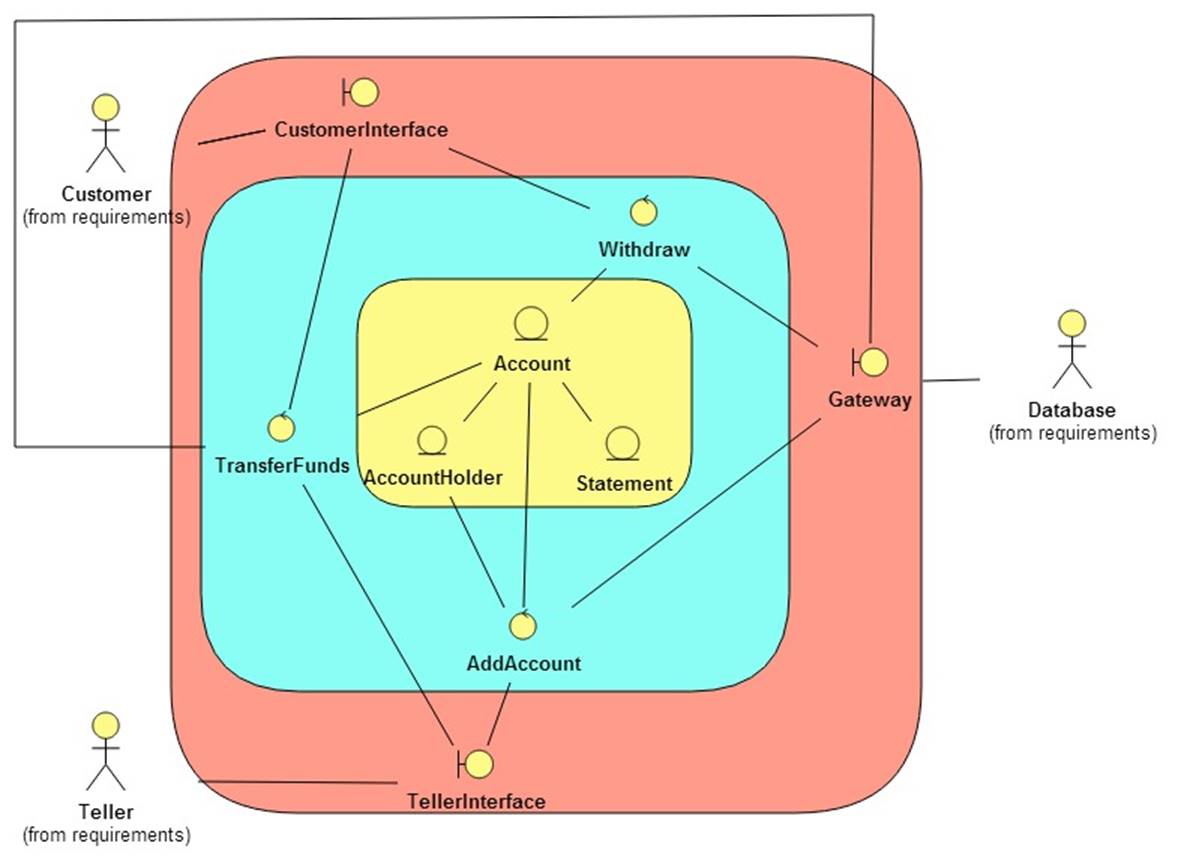 CustomerInterface
Customer
(from requirements)
Withdraw
Account
Gateway
Database
(from requirements)
TransferFunds
AccountHolder
Statement
AddAccount
TellerInterface
Teller
(from requirements)